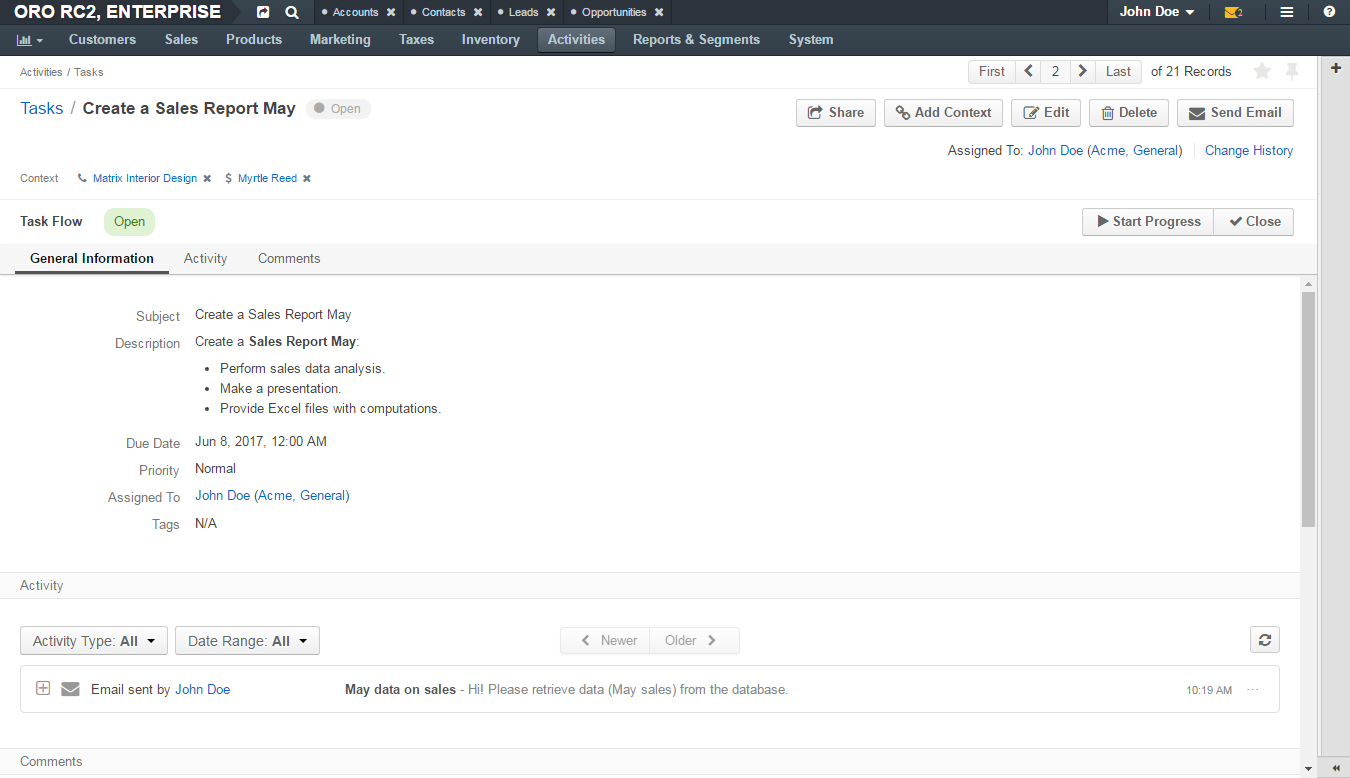 ORO RC2, ENTERPRISE • Accounts ✖ • Contacts ✖ • Leads ✖ • Opportunities ✖ John Doe 2
Customers Sales Products Marketing Taxes Inventory Activities Reports & Segments System
Activities / Tasks First 2 Last of 21 Records
Tasks / Create a Sales Report May Open Share Add Context Edit Delete Send Email
Assigned To: John Doe (Acme, General) Change History
Context Matrix Interior Design ✖ $ Myrtle Reed ✖
Task Flow Open Start Progress Close
General Information Activity Comments
Subject Create a Sales Report May
Description Create a Sales Report May:
• Perform sales data analysis.
• Make a presentation.
• Provide Excel files with computations.
Due Date Jun 8, 2017, 12:00 AM
Priority Normal
Assigned To John Doe (Acme, General)
Tags N/A
Activity
Activity Type: All Date Range: All Newer Older
Email sent by John Doe May data on sales - Hi! Please retrieve data (May sales) from the database. 10:19 AM ...
Comments